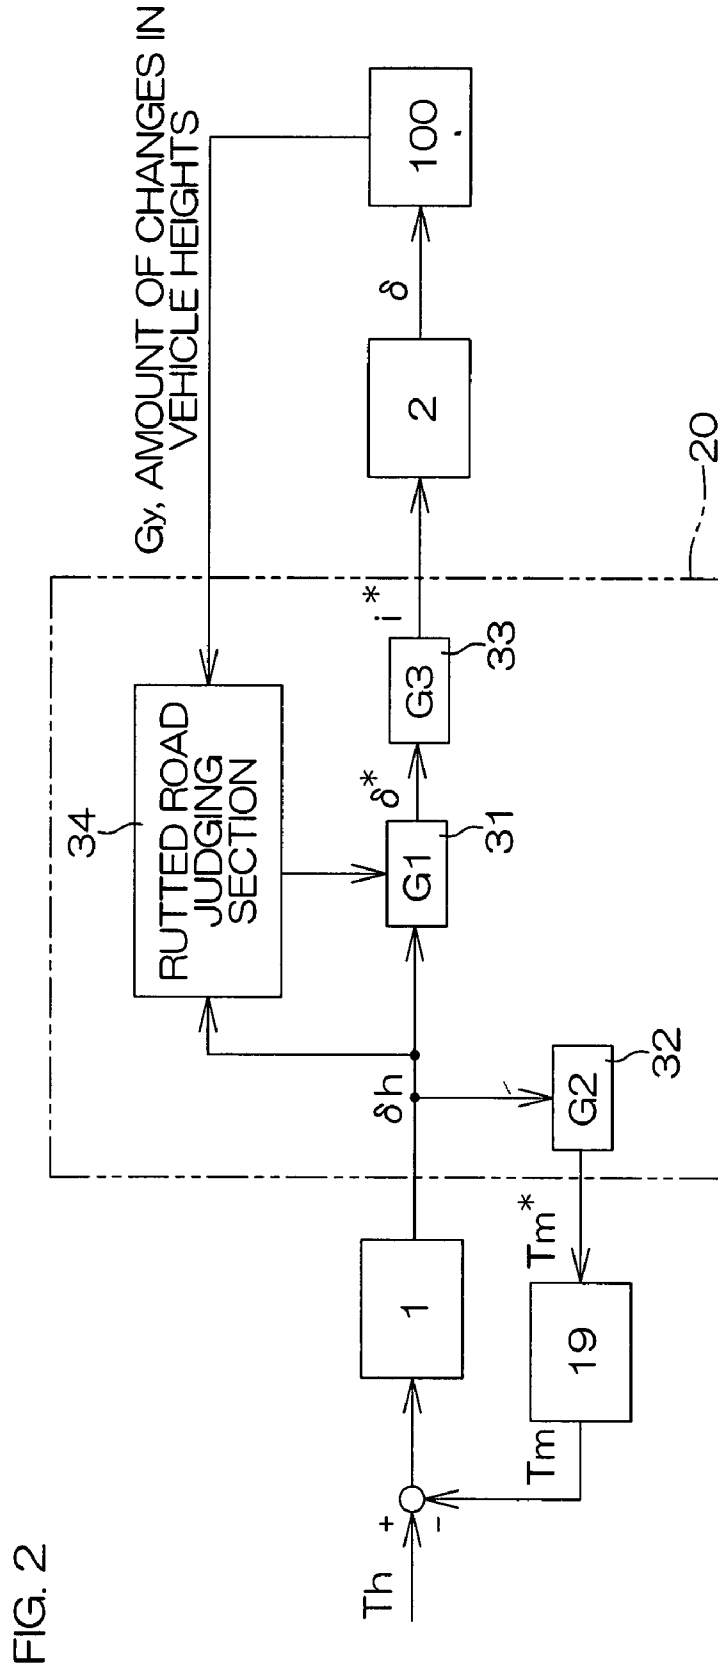 FIG. 2
Gy, AMOUNT OF CHANGES IN
VEHICLE HEIGHTS
34
RUTTED ROAD
JUDGING
SECTION
Th
+
-
1
δh
G1
31
δ*
G3
33
i*
2
δ
100
Tm
19
Tm*
G2
32
20